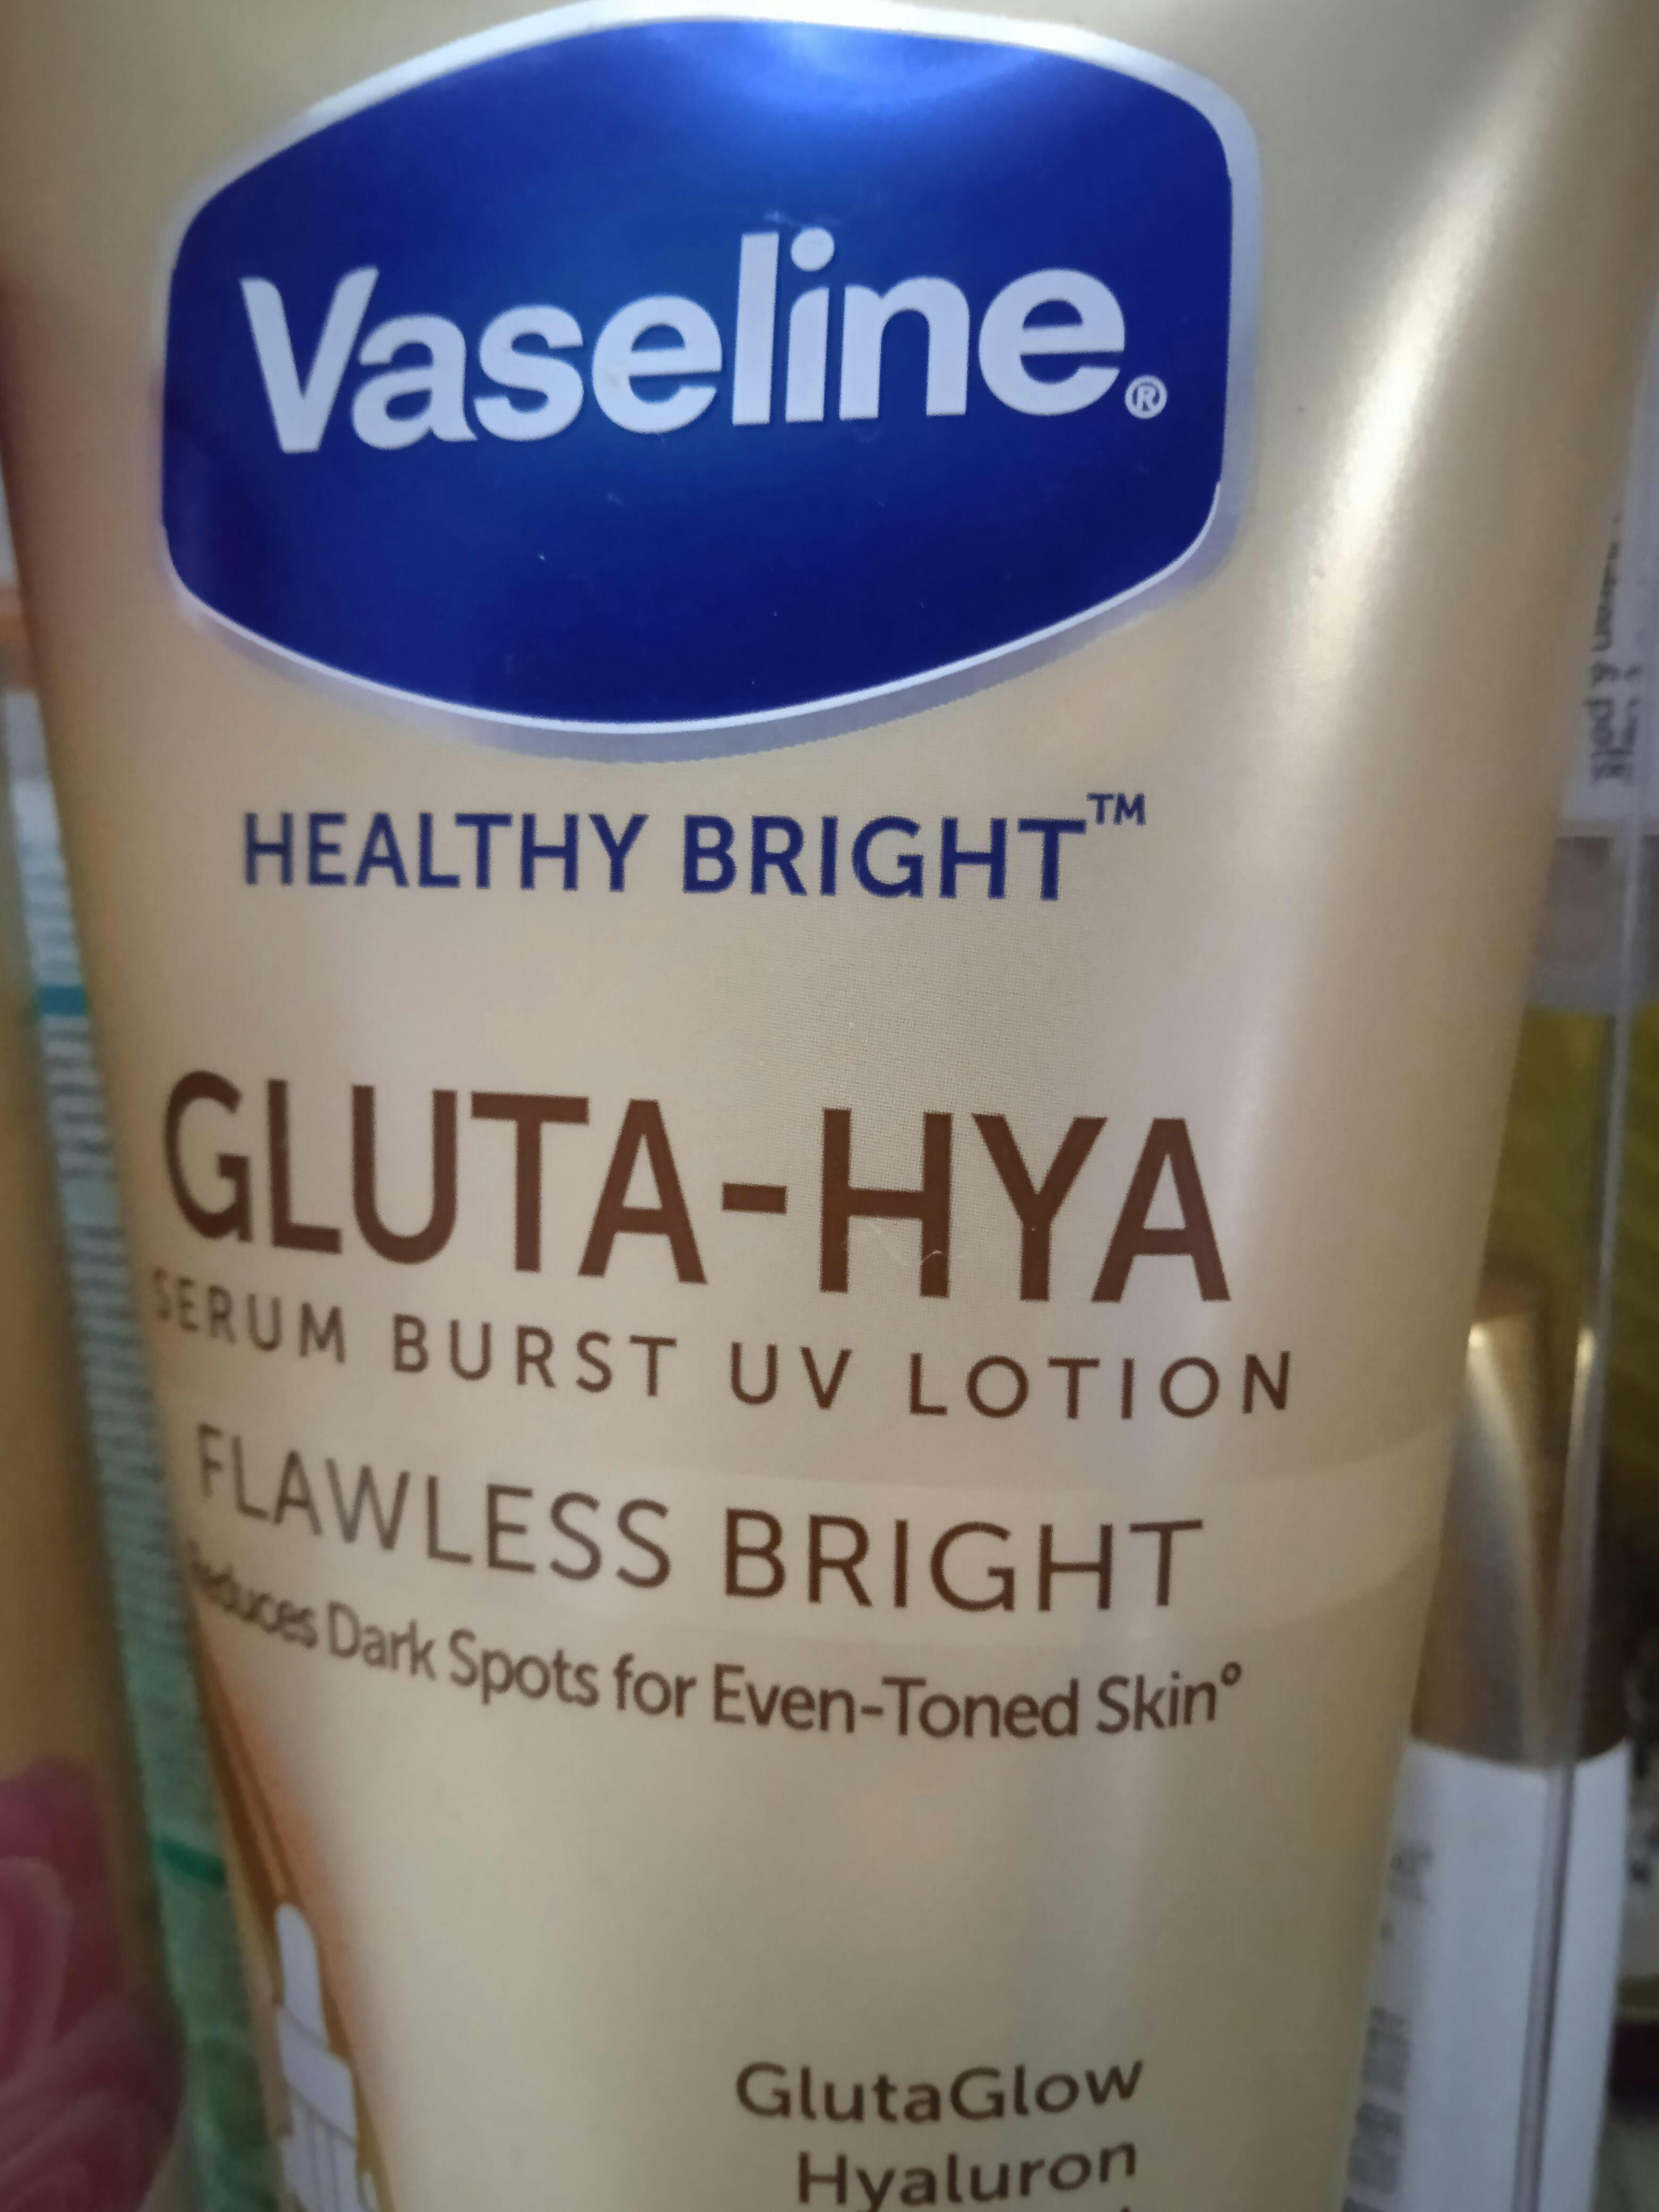 Vaseline®
HEALTHY BRIGHT™
GLUTA-HYA
SERUM BURST UV LOTION
FLAWLESS BRIGHT
Reduces Dark Spots for Even-Toned Skin°
GlutaGlow
Hyaluron